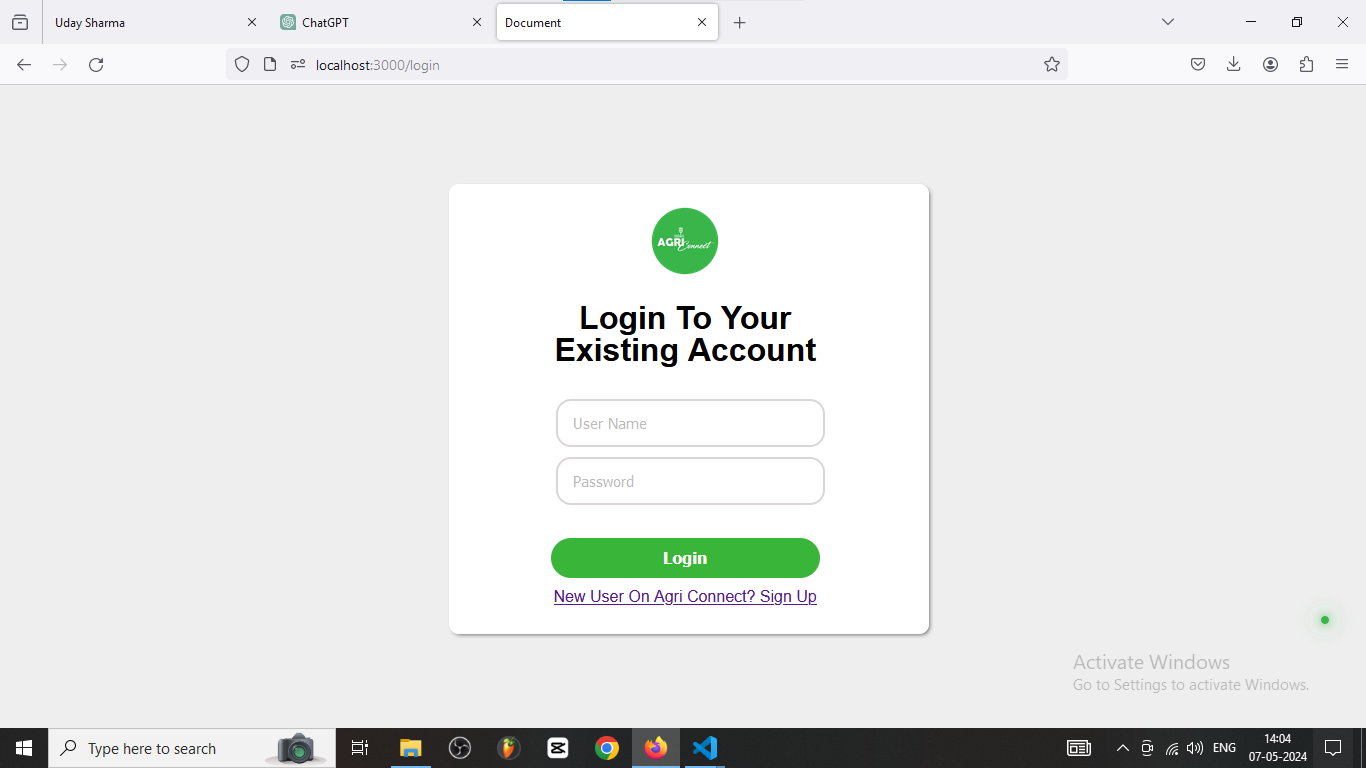 Uday Sharma
ChatGPT
Document
localhost:3000/login
AGRI
Connect
Login To Your
Existing Account
User Name
Password
Login
New User On Agri Connect? Sign Up
Activate Windows
Go to Settings to activate Windows.
Type here to search
ENG
14:04
07-05-2024